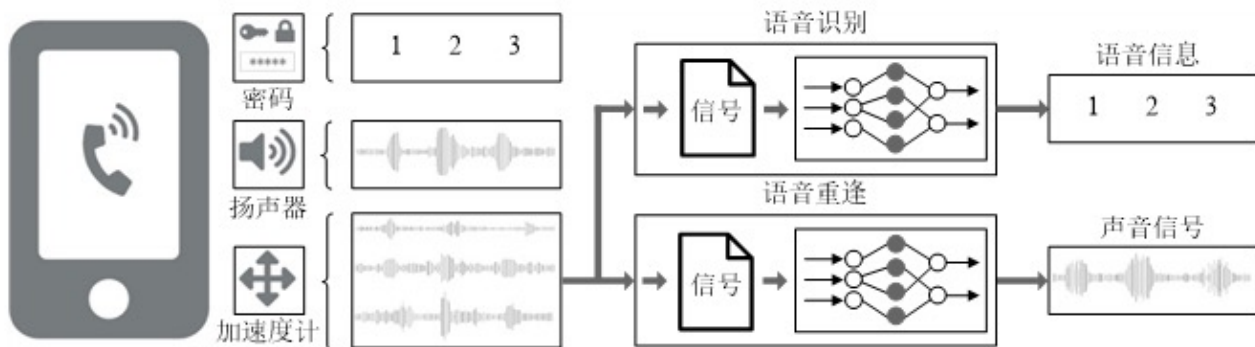 语音识别
语音信息
1 2 3
信号
1 2 3
密码
语音重逢
扬声器
声音信号
信号
加速度计